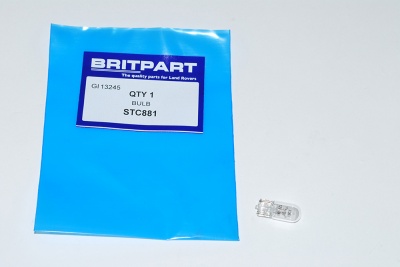 BRITPART
The quality parts for Land Rovers
GI 13245
QTY 1
BULB
STC881